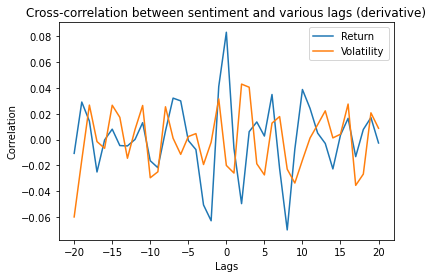 Cross-correlation between sentiment and various lags (derivative)
Return
Volatility
0.08
0.06
0.04
0.02
0.00
−0.02
−0.04
−0.06
Correlation
−20 −15 −10 −5 0 5 10 15 20
Lags